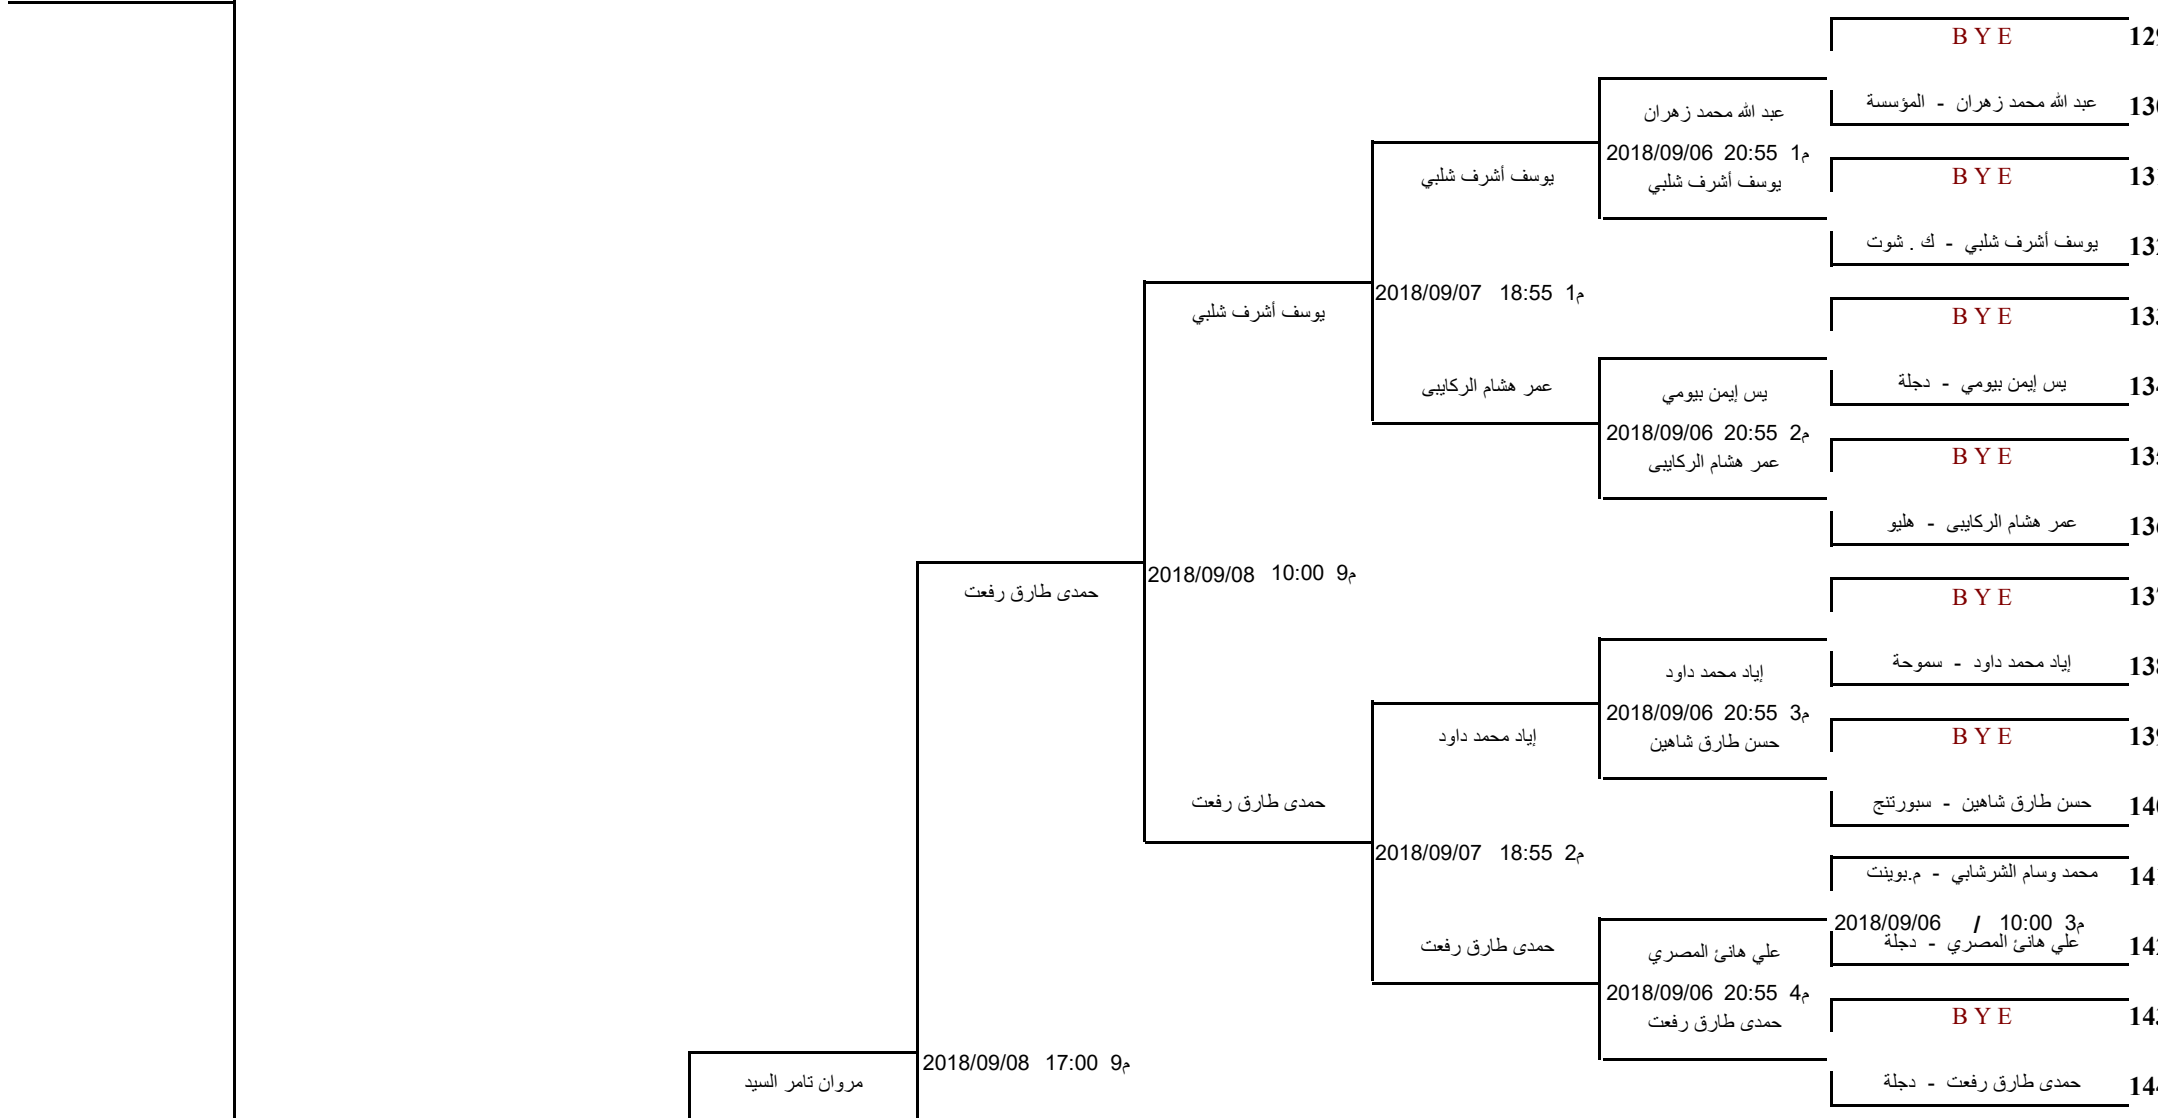 BYE 129
عبد الله محمد زهران - المؤسسة 130
BYE 131
يوسف أشرف شلبي - ك . شوت 132
BYE 133
يس إيمن بيومي - دجلة 134
BYE 135
عمر هشام الركايبى - هليو 136
BYE 137
إياد محمد داود - سموحة 138
BYE 139
حسن طارق شاهين - سبورتنج 140
محمد وسام الشرشابي - م.بوينت 141
2018/09/06 / 10:00 م3
علي هانئ المصري - دجلة 142
BYE 143
حمدى طارق رفعت - دجلة 144
عبد الله محمد زهران
2018/09/06 20:55 م1
يوسف أشرف شلبي
يس إيمن بيومي
2018/09/06 20:55 م2
عمر هشام الركايبى
إياد محمد داود
2018/09/06 20:55 م3
حسن طارق شاهين
علي هانئ المصري
2018/09/06 20:55 م4
حمدى طارق رفعت
يوسف أشرف شلبي
2018/09/07 18:55 م1
عمر هشام الركايبى
إياد محمد داود
2018/09/07 18:55 م2
حمدى طارق رفعت
يوسف أشرف شلبي
2018/09/08 10:00 م9
حمدى طارق رفعت
حمدى طارق رفعت
2018/09/08 17:00 م9
مروان تامر السيد